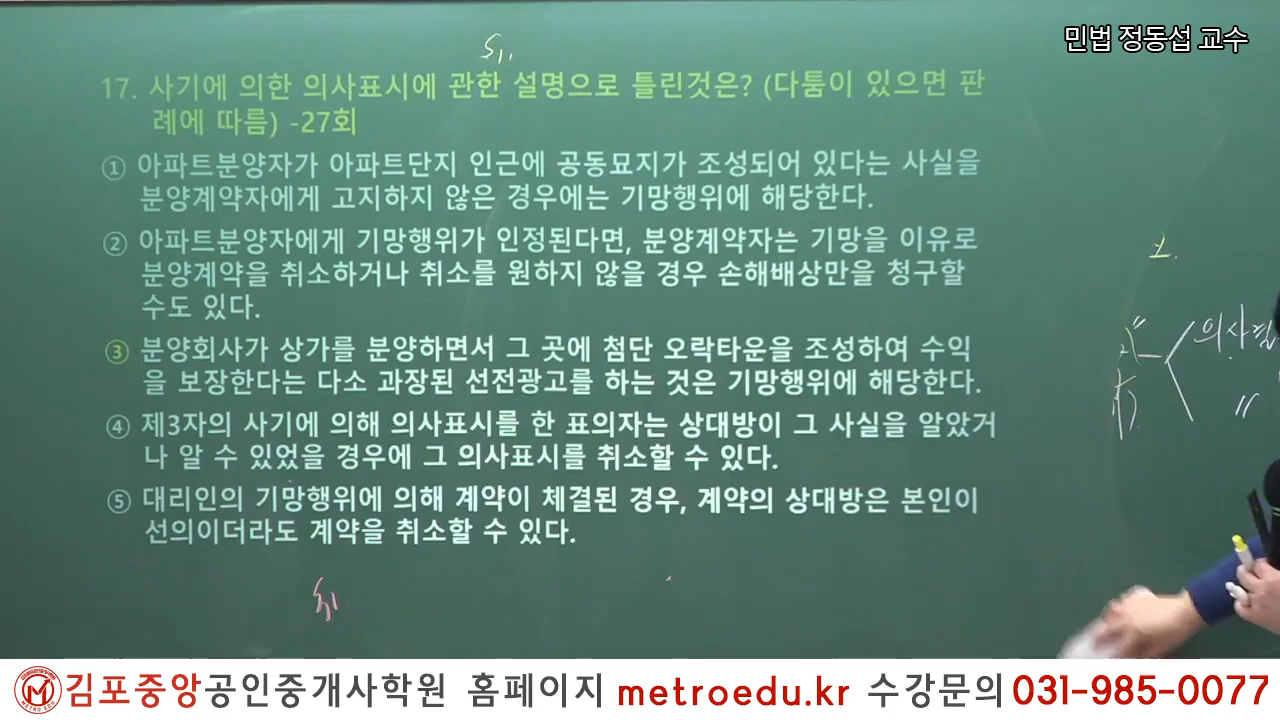 민법 정동섭 교수
17. 사기에 의한 의사표시에 관한 설명으로 틀린것은? (다툼이 있으면 판
례에 따름) -27회
① 아파트분양자가 아파트단지 인근에 공동묘지가 조성되어 있다는 사실을
분양계약자에게 고지하지 않은 경우에는 기망행위에 해당한다.
② 아파트분양자에게 기망행위가 인정된다면, 분양계약자는 기망을 이유로
분양계약을 취소하거나 취소를 원하지 않을 경우 손해배상만을 청구할
수도 있다.
③ 분양회사가 상가를 분양하면서 그 곳에 첨단 오락타운을 조성하여 수익
을 보장한다는 다소 과장된 선전광고를 하는 것은 기망행위에 해당한다.
④ 제3자의 사기에 의해 의사표시를 한 표의자는 상대방이 그 사실을 알았거
나 알 수 있었을 경우에 그 의사표시를 취소할 수 있다.
⑤ 대리인의 기망행위에 의해 계약이 체결된 경우, 계약의 상대방은 본인이
선의이더라도 계약을 취소할 수 있다.
의사
김포중앙공인중개사학원 홈페이지 metroedu.kr 수강문의 031-985-0077